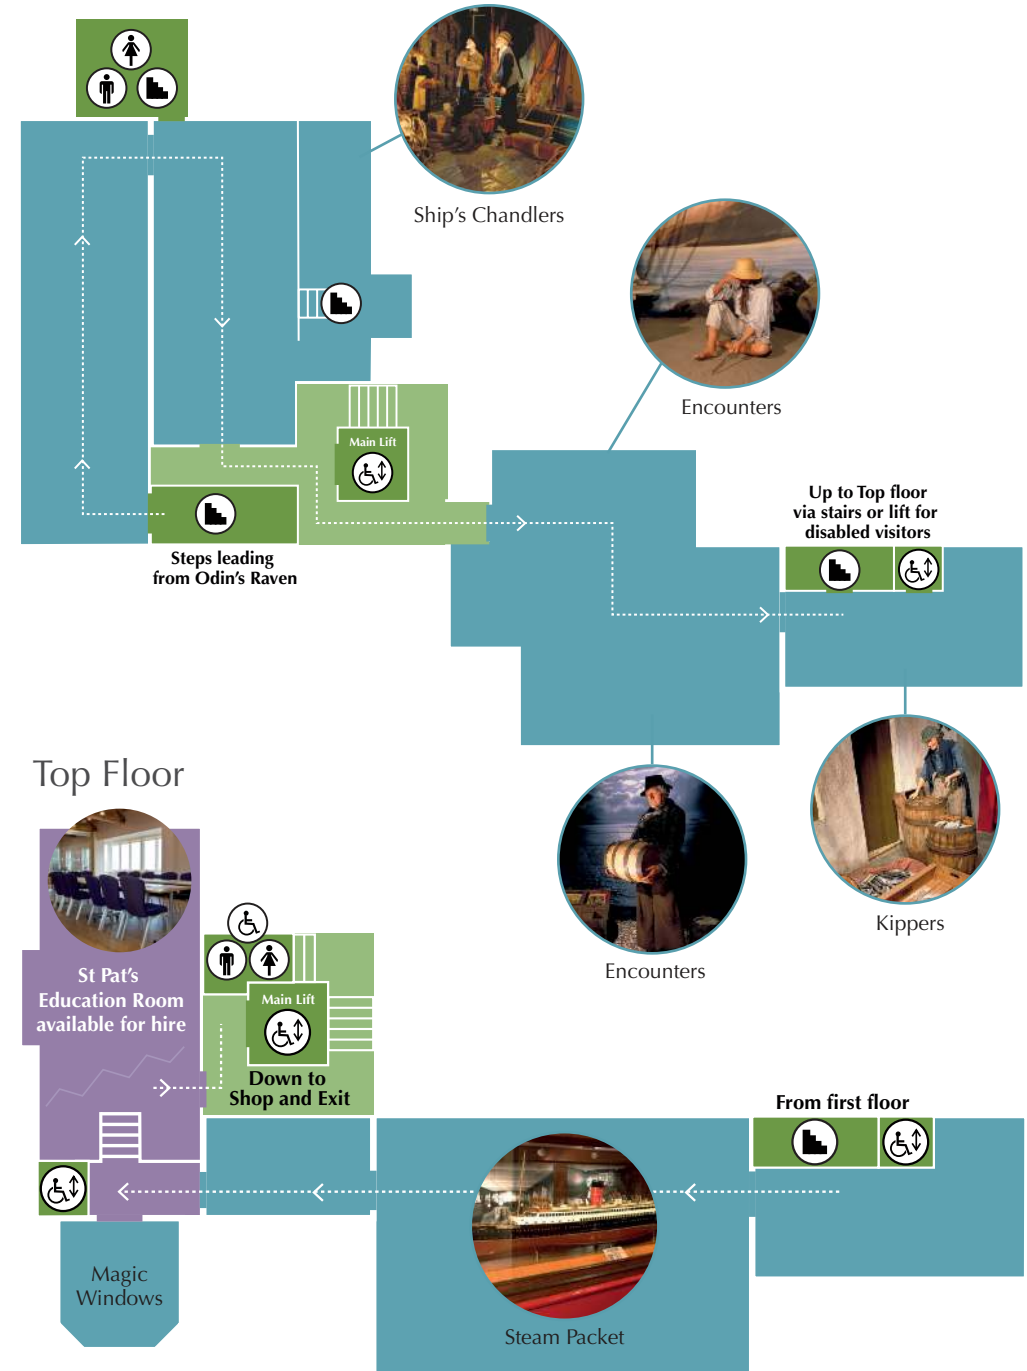 Ship's Chandlers
Encounters
Main Lift
Up to Top floor
via stairs or lift for
disabled visitors
Steps leading
from Odin's Raven
Kippers
Encounters
Top Floor
St Pat's
Education Room
available for hire
Main Lift
Down to
Shop and Exit
From first floor
Magic
Windows
Steam Packet